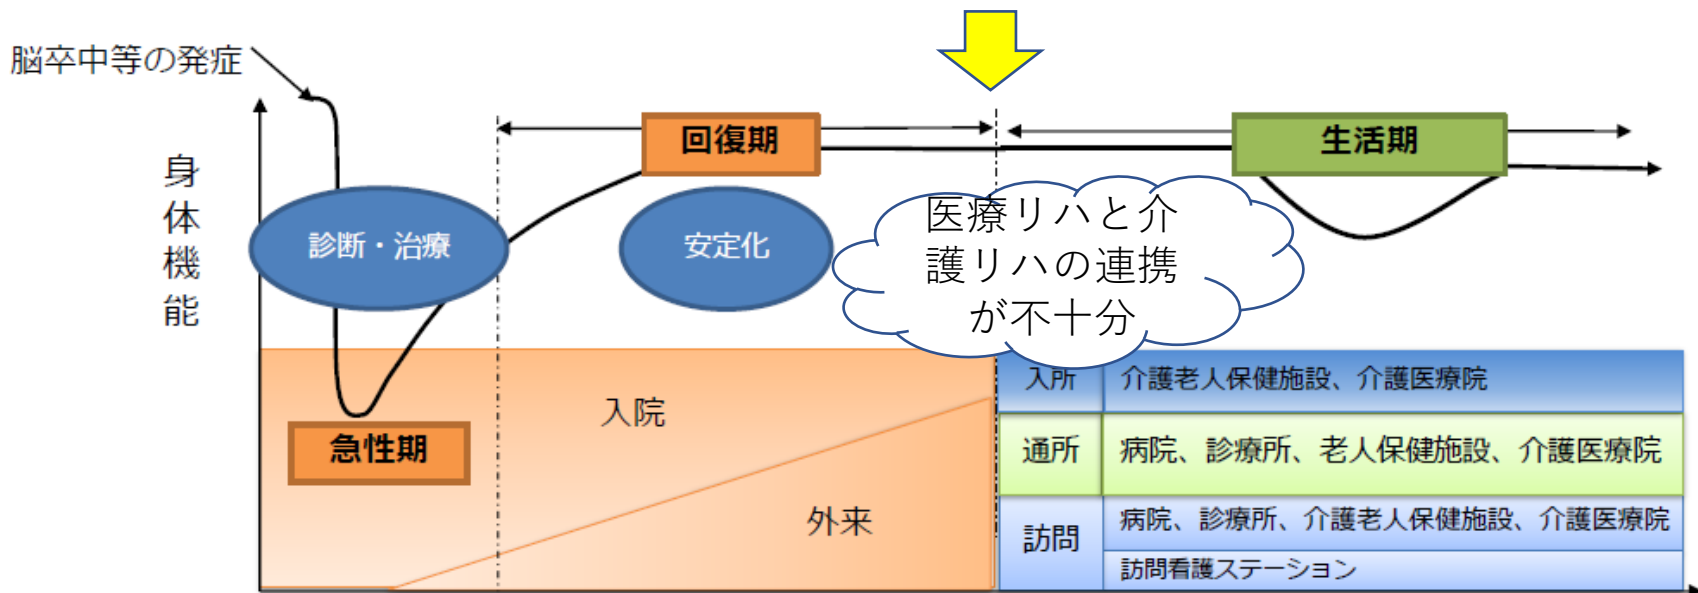 脳卒中等の発症
身体機能
回復期
生活期
診断・治療
安定化
医療リハと介
護リハの連携
が不十分
急性期
入院
外来
入所
介護老人保健施設、介護医療院
通所
病院、診療所、老人保健施設、介護医療院
訪問
病院、診療所、介護老人保健施設、介護医療院
訪問看護ステーション